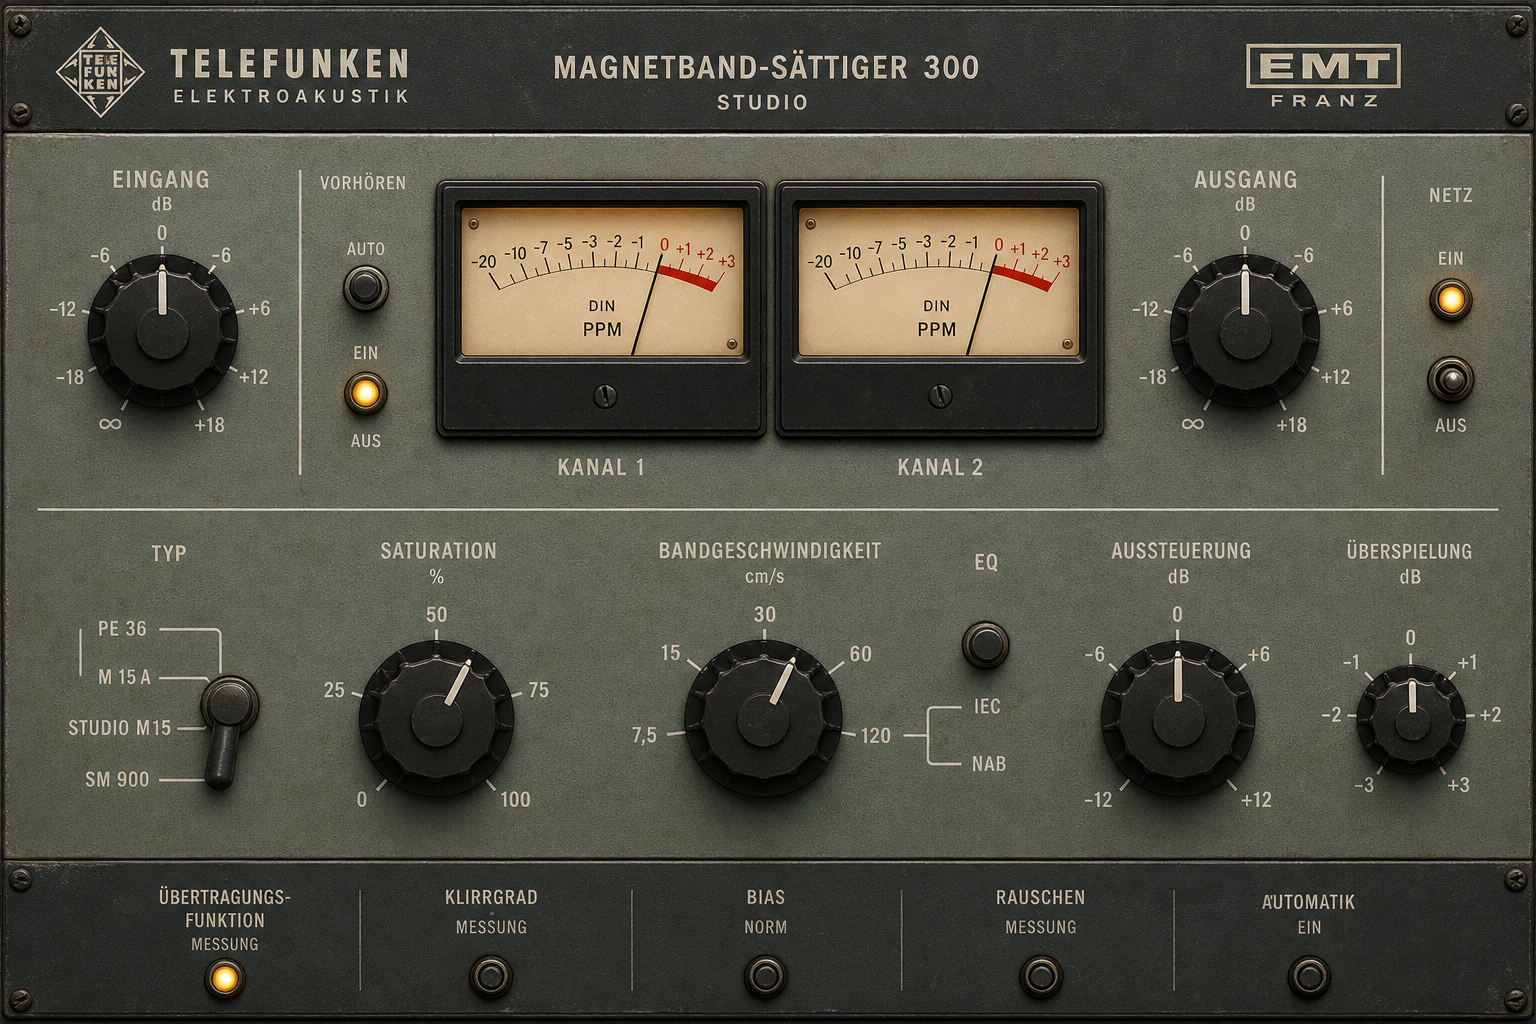 TELE
FUN
KEN
TELEFUNKEN
ELEKTROAKUSTIK
MAGNETBAND-SÄTTIGER 300
STUDIO
EMT
FRANZ
EINGANG
dB
0
-6 -6
-12 +6
-18 +12
∞ +18
VORHÖREN
AUTO
EIN
AUS
-20 -10 -7 -5 -3 -2 -1 0 +1 +2 +3
DIN
PPM
KANAL 1
-20 -10 -7 -5 -3 -2 -1 0 +1 +2 +3
DIN
PPM
KANAL 2
AUSGANG
dB
0
-6 -6
-12 +6
-18 +12
∞ +18
NETZ
EIN
AUS
TYP
PE 36
M 15 A
STUDIO M15
SM 900
SATURATION
%
50
25 75
0 100
BANDGESCHWINDIGKEIT
cm/s
30
15 60
7,5 120
EQ
IEC
NAB
AUSSTEUERUNG
dB
0
-6 +6
-12 +12
ÜBERSPIELUNG
dB
0
-1 +1
-2 +2
-3 +3
ÜBERTRAGUNGS-
FUNKTION
MESSUNG
KLIRRGRAD
MESSUNG
BIAS
NORM
RAUSCHEN
MESSUNG
AUTOMATIK
EIN